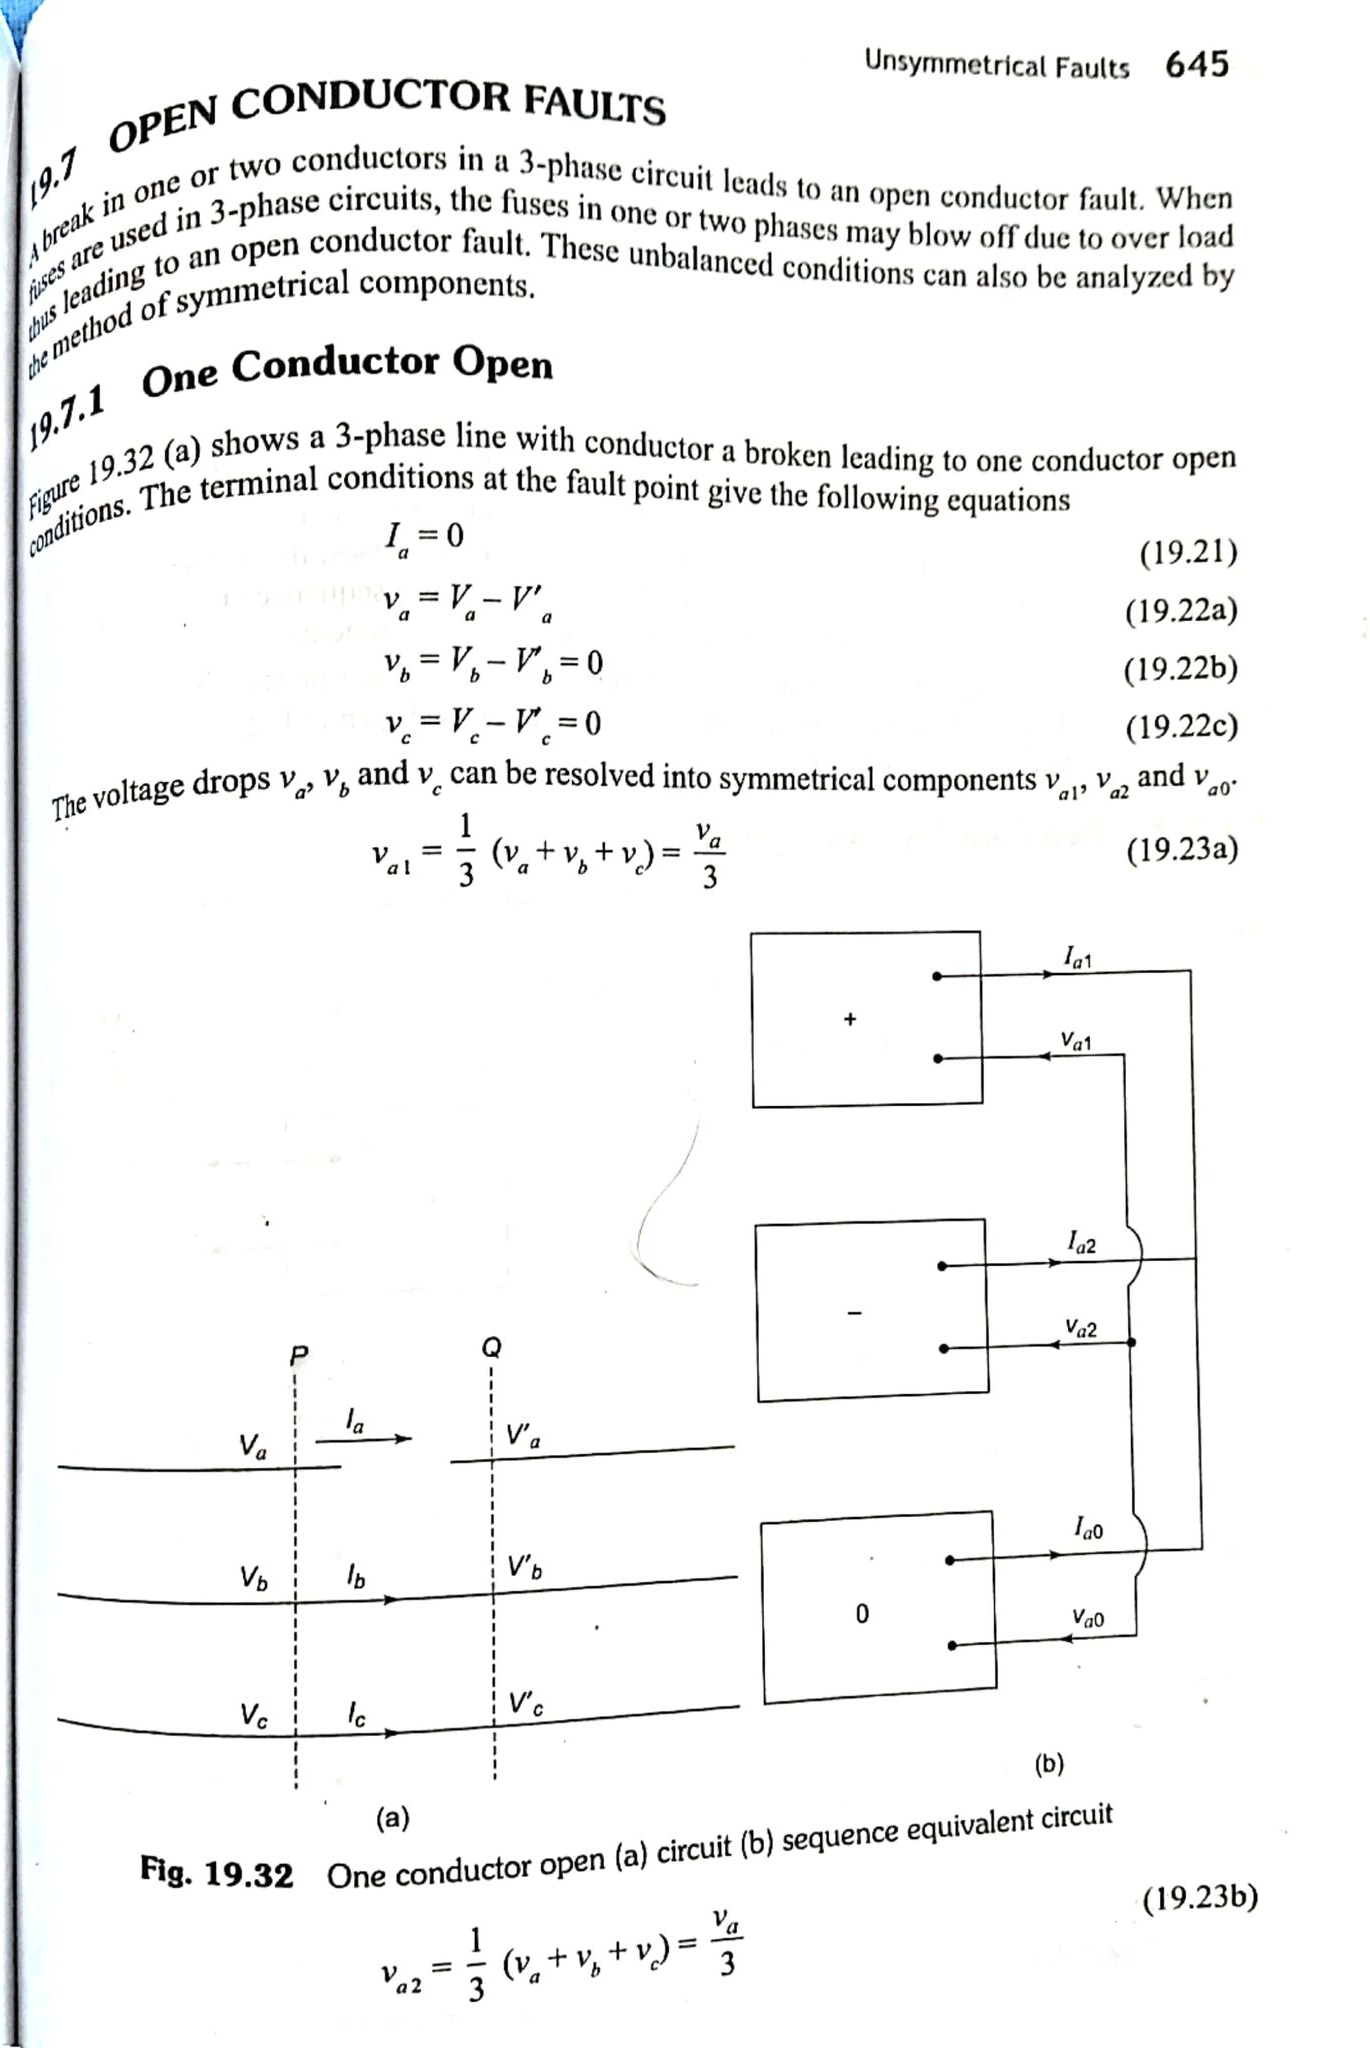 Unsymmetrical Faults 645
19.7 OPEN CONDUCTOR FAULTS
A break in one or two conductors in a 3-phase circuit leads to an open conductor fault. When
fuses are used in 3-phase circuits, the fuses in one or two phases may blow off due to over load
thus leading to an open conductor fault. These unbalanced conditions can also be analyzed by
the method of symmetrical components.
19.7.1 One Conductor Open
Figure 19.32 (a) shows a 3-phase line with conductor a broken leading to one conductor open
conditions. The terminal conditions at the fault point give the following equations
I_a = 0 (19.21)
v_a = V_a – V'_a (19.22a)
v_b = V_b – V'_b = 0 (19.22b)
v_c = V_c – V'_c = 0 (19.22c)
The voltage drops v_a, v_b and v_c can be resolved into symmetrical components v_a1, v_a2 and v_a0.
v_a1 = 1/3 (v_a + v_b + v_c) = v_a/3 (19.23a)
I_a1
+
v_a1
I_a2
–
v_a2
I_a0
0
v_a0
(b)
P Q
V_a I_a V'_a
V_b I_b V'_b
V_c I_c V'_c
(a)
Fig. 19.32 One conductor open (a) circuit (b) sequence equivalent circuit
v_a2 = 1/3 (v_a + v_b + v_c) = v_a/3 (19.23b)